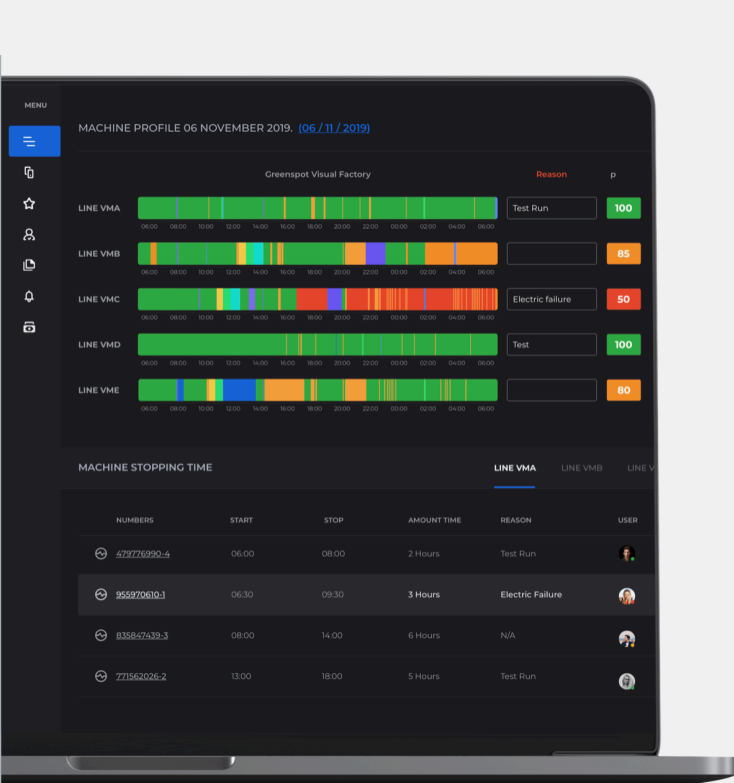 MENU
MACHINE PROFILE 06 NOVEMBER 2019. (06 / 11 / 2019)
Greenspot Visual Factory Reason p
LINE VMA Test Run 100
06:00 08:00 10:00 12:00 14:00 16:00 18:00 20:00 22:00 00:00 02:00 04:00 06:00
LINE VMB 85
06:00 08:00 10:00 12:00 14:00 16:00 18:00 20:00 22:00 00:00 02:00 04:00 06:00
LINE VMC Electric failure 50
06:00 08:00 10:00 12:00 14:00 16:00 18:00 20:00 22:00 00:00 02:00 04:00 06:00
LINE VMD Test 100
06:00 08:00 10:00 12:00 14:00 16:00 18:00 20:00 22:00 00:00 02:00 04:00 06:00
LINE VME 80
06:00 08:00 10:00 12:00 14:00 16:00 18:00 20:00 22:00 00:00 02:00 04:00 06:00
MACHINE STOPPING TIME LINE VMA LINE VMB LINE V
NUMBERS START STOP AMOUNT TIME REASON USER
479776990-4 06:00 08:00 2 Hours Test Run
955970610-1 06:30 09:30 3 Hours Electric Failure
835847439-3 08:00 14:00 6 Hours N/A
771562026-2 13:00 18:00 5 Hours Test Run